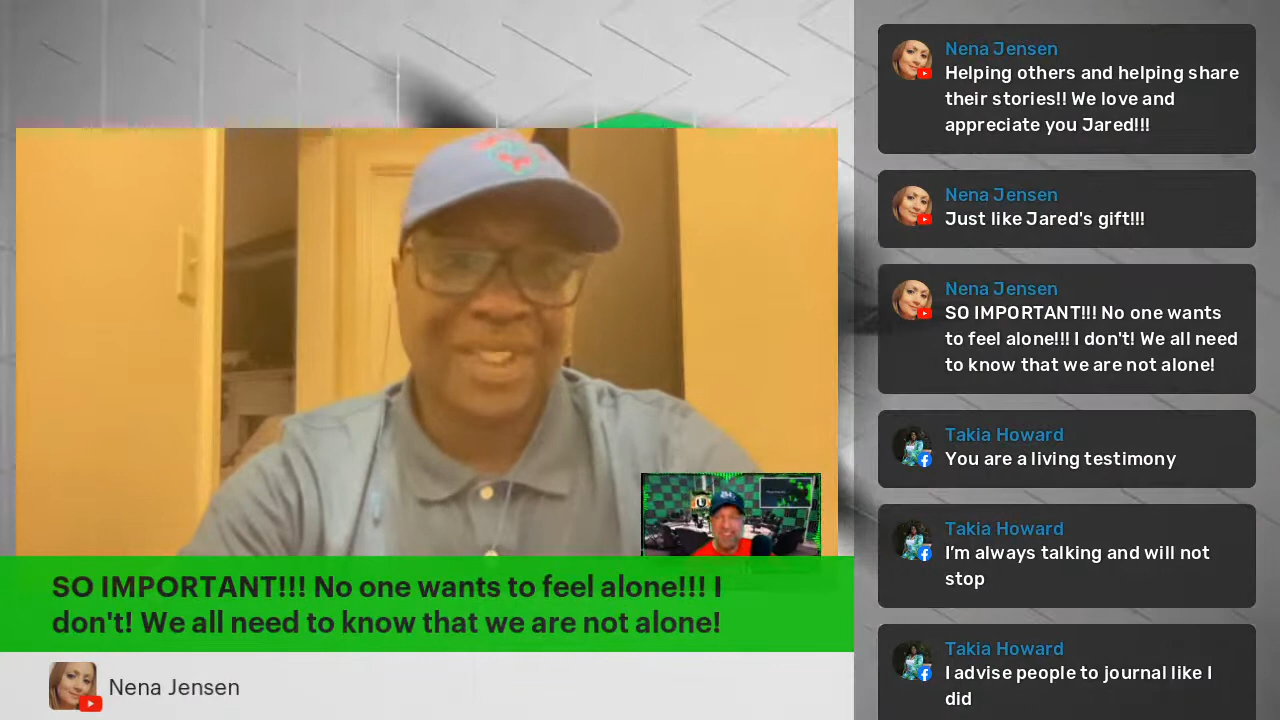 Nena Jensen
Helping others and helping share
their stories!! We love and
appreciate you Jared!!!
Nena Jensen
Just like Jared's gift!!!
Nena Jensen
SO IMPORTANT!!! No one wants
to feel alone!!! I don't! We all need
to know that we are not alone!
Takia Howard
You are a living testimony
Takia Howard
I’m always talking and will not
stop
Takia Howard
I advise people to journal like I
did
SO IMPORTANT!!! No one wants to feel alone!!! I
don't! We all need to know that we are not alone!
Nena Jensen